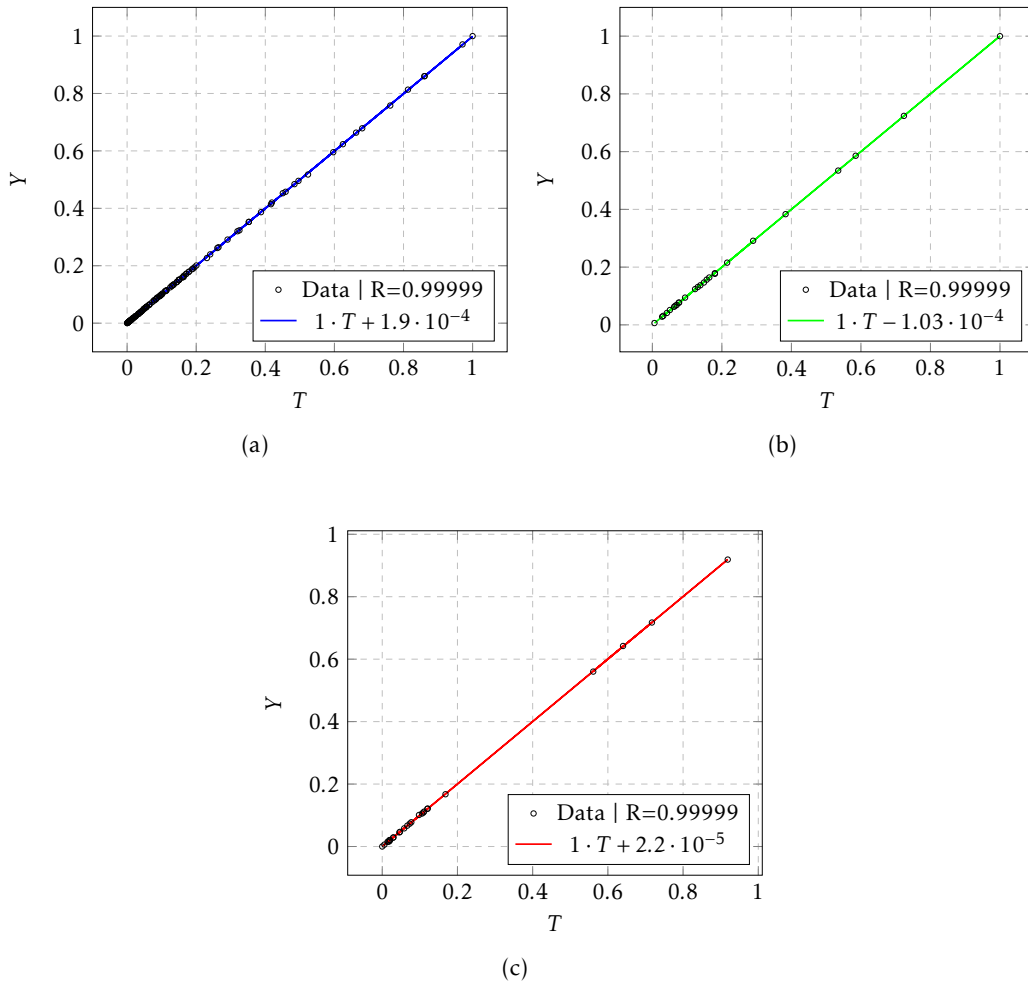 1
0.8
0.6
0.4
0.2
0
Y
0 0.2 0.4 0.6 0.8 1
T
Data | R=0.99999
1 · T + 1.9 · 10⁻⁴
(a)
1
0.8
0.6
0.4
0.2
0
Y
0 0.2 0.4 0.6 0.8 1
T
Data | R=0.99999
1 · T − 1.03 · 10⁻⁴
(b)
1
0.8
0.6
0.4
0.2
0
Y
0 0.2 0.4 0.6 0.8 1
T
Data | R=0.99999
1 · T + 2.2 · 10⁻⁵
(c)